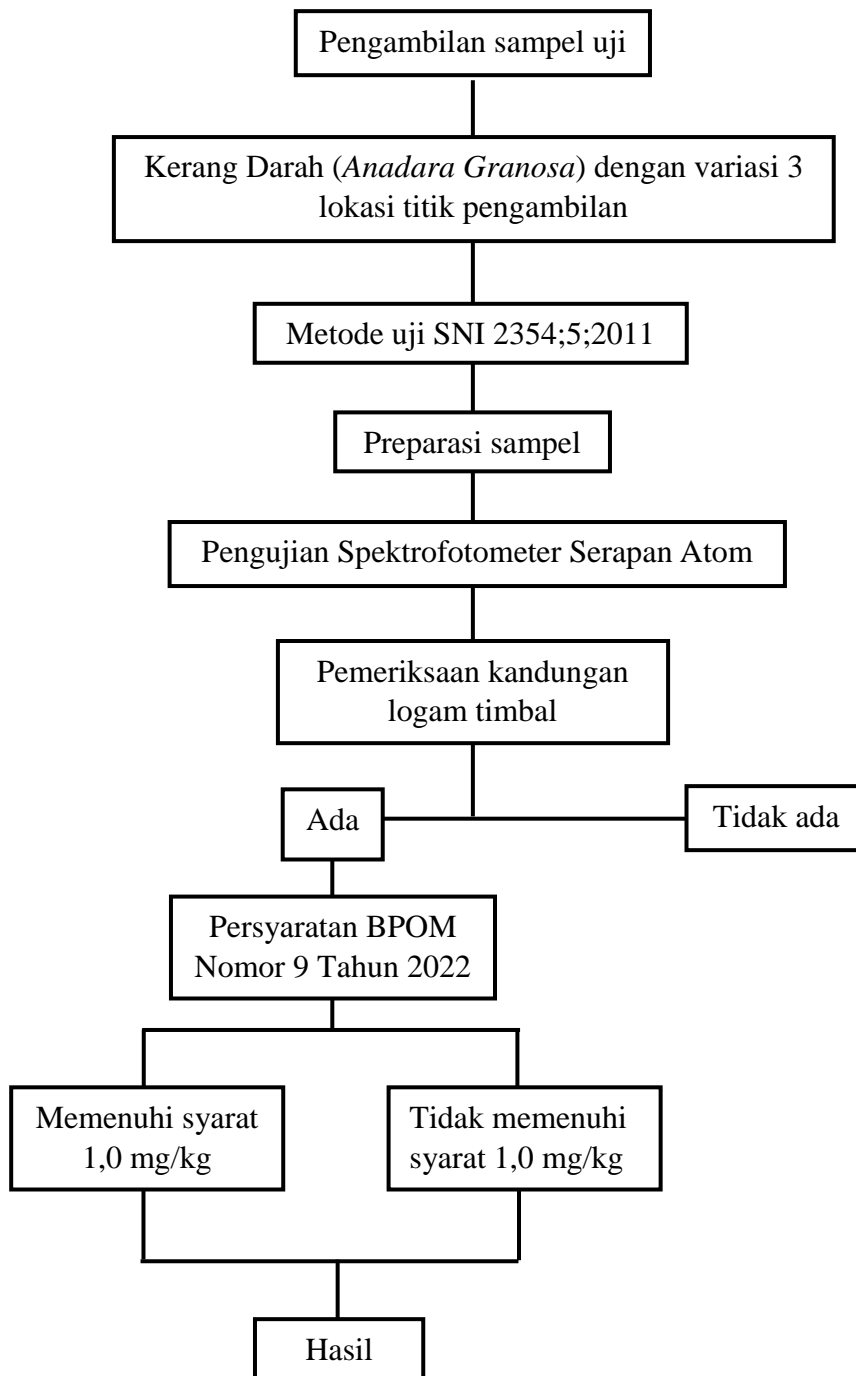 Pengambilan sampel uji
Kerang Darah (Anadara Granosa) dengan variasi 3
lokasi titik pengambilan
Metode uji SNI 2354;5;2011
Preparasi sampel
Pengujian Spektrofotometer Serapan Atom
Pemeriksaan kandungan
logam timbal
Ada
Tidak ada
Persyaratan BPOM
Nomor 9 Tahun 2022
Memenuhi syarat
1,0 mg/kg
Tidak memenuhi
syarat 1,0 mg/kg
Hasil